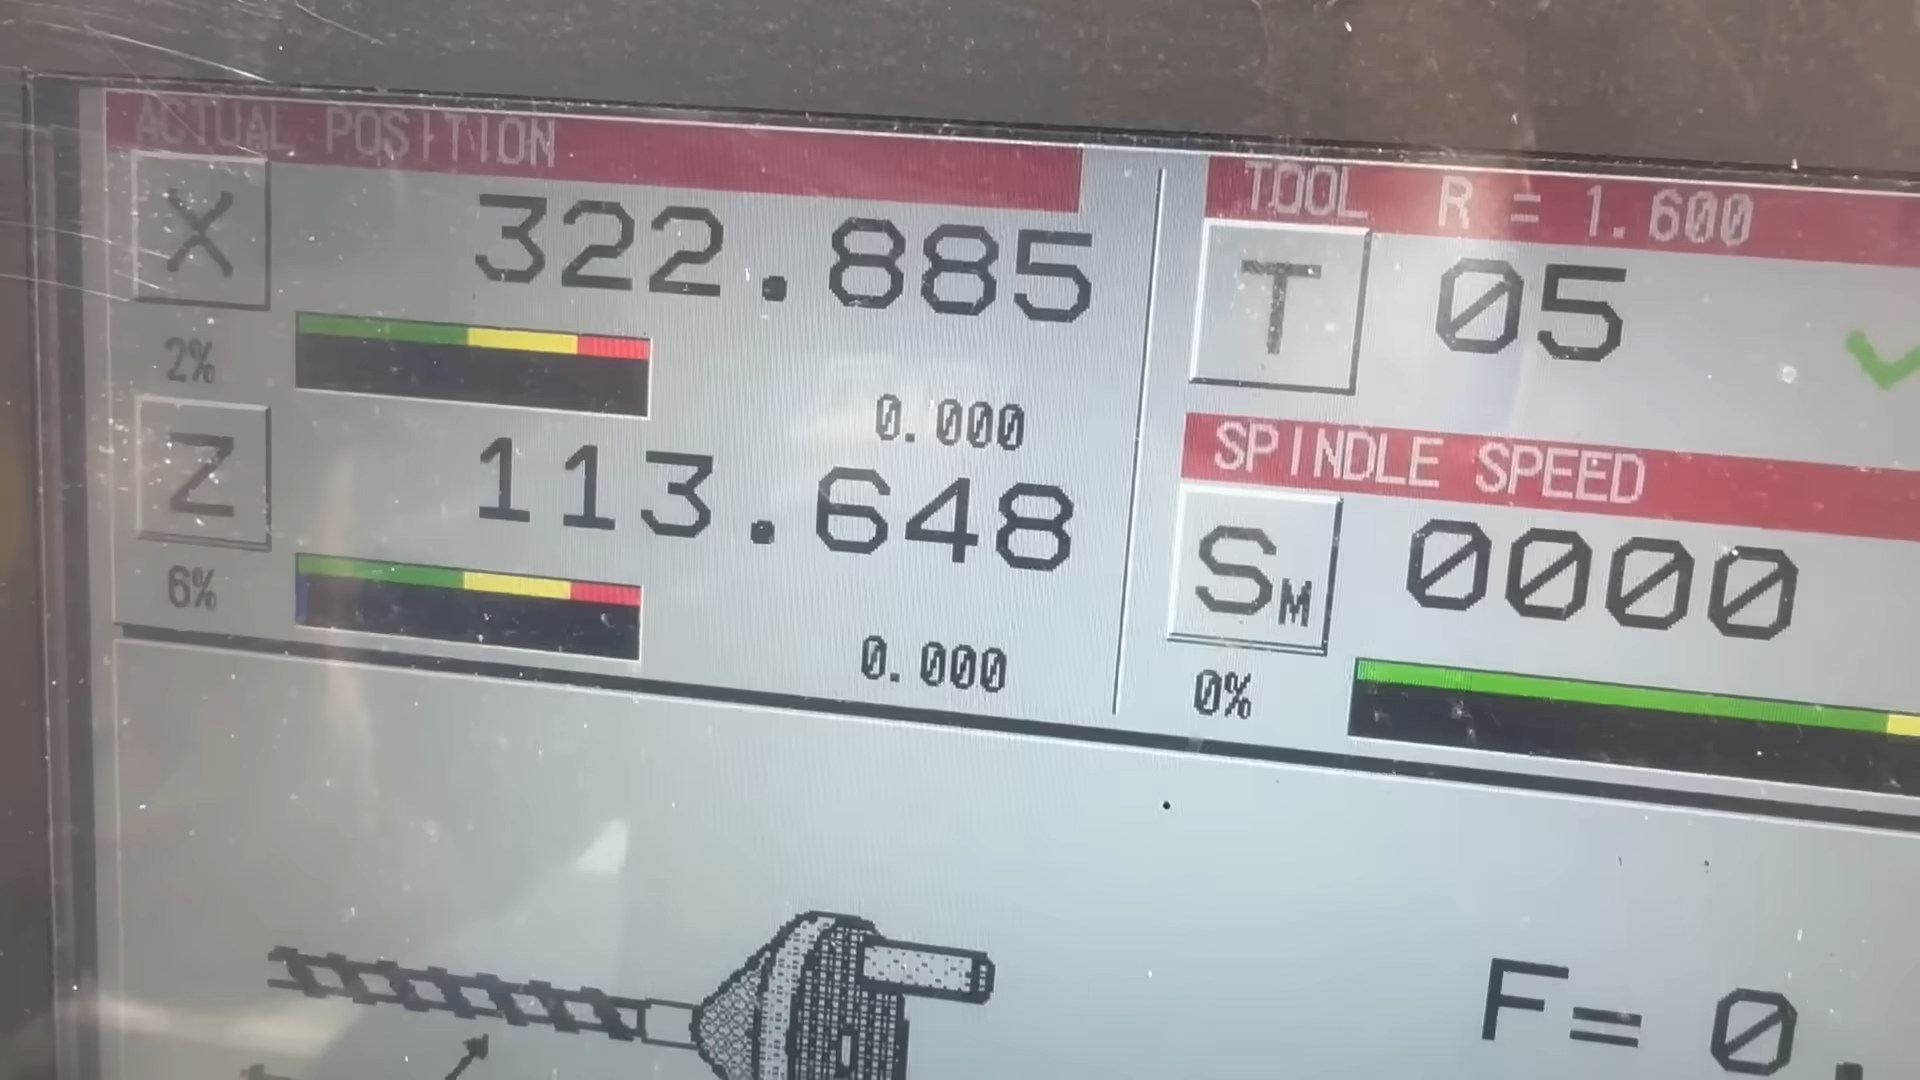 ACTUAL POSITION
X 322.885
2%
0.000
Z 113.648
6%
0.000
TOOL R = 1.600
T 05
SPINDLE SPEED
SM 0000
0%
F= 0.